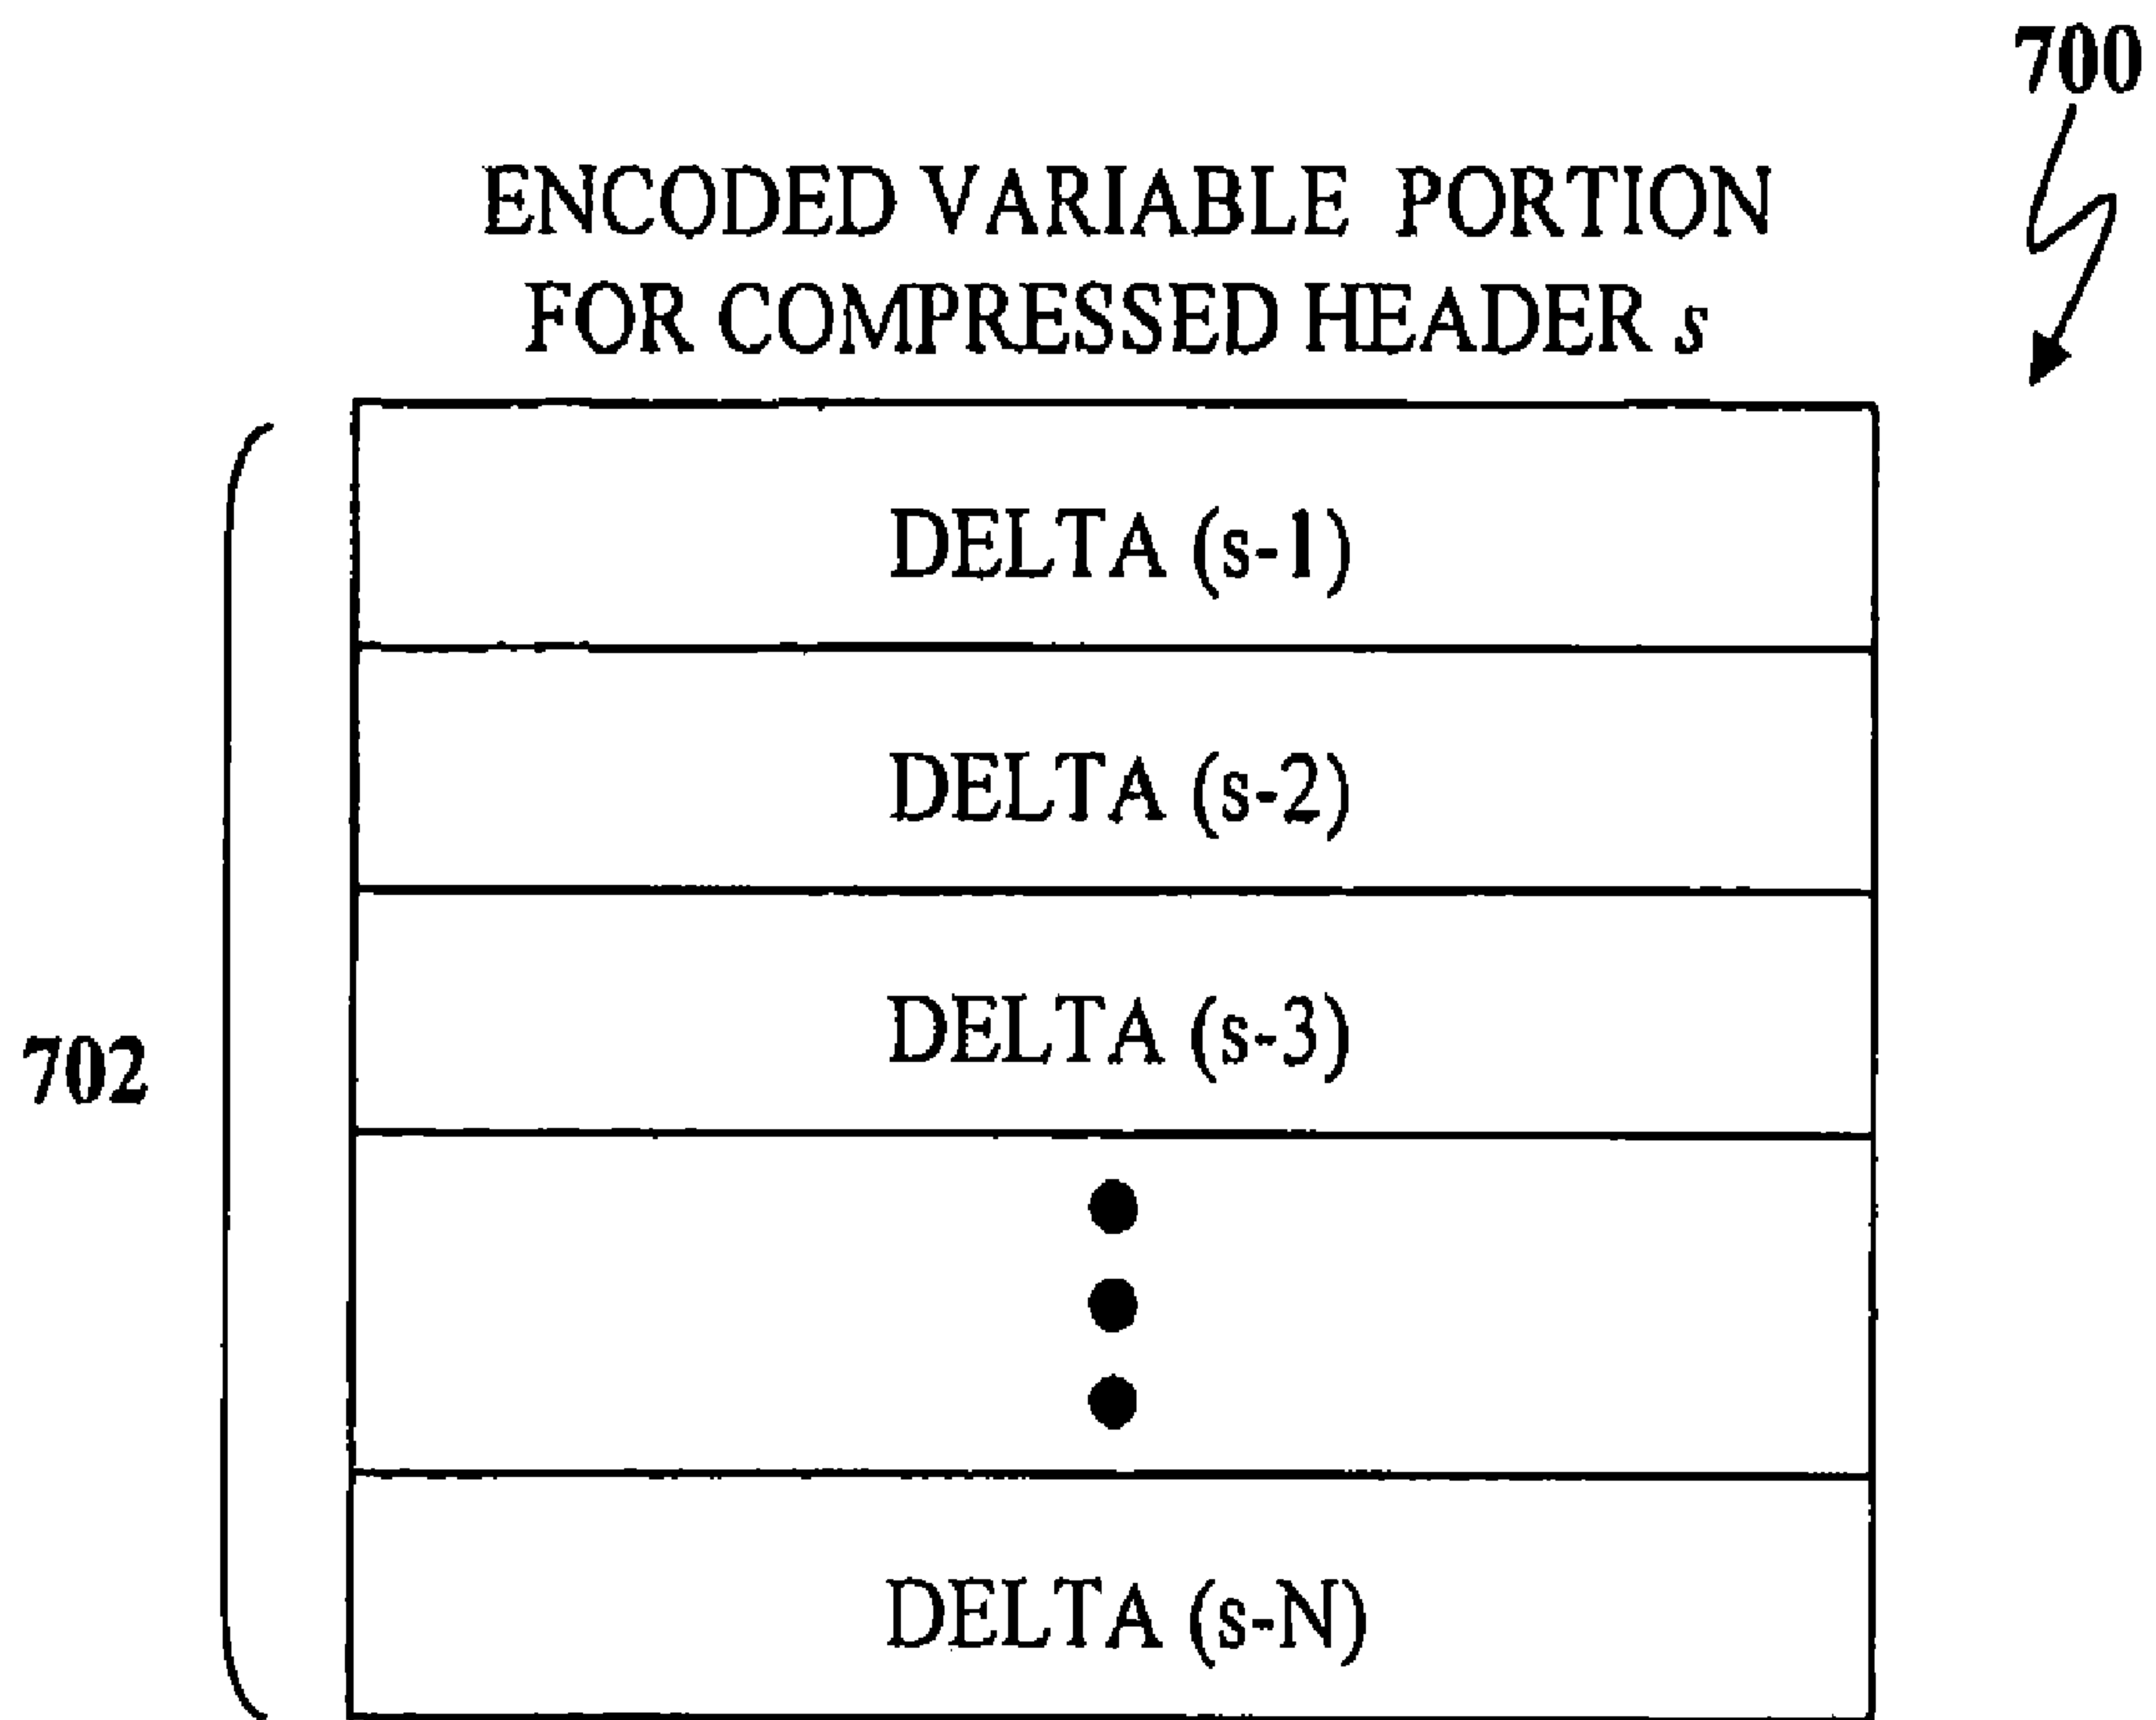 700
ENCODED VARIABLE PORTION
FOR COMPRESSED HEADER s
DELTA (s-1)
DELTA (s-2)
DELTA (s-3)
702
DELTA (s-N)